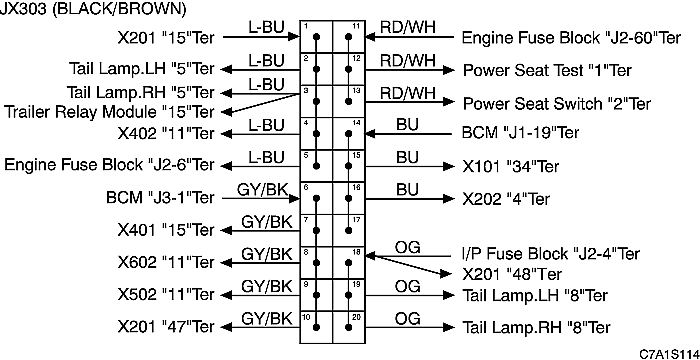 JX303 (BLACK/BROWN)
X201 "15"Ter L-BU 1 11 RD/WH Engine Fuse Block "J2-60"Ter
Tail Lamp.LH "5"Ter L-BU 2 12 RD/WH Power Seat Test "1"Ter
Tail Lamp.RH "5"Ter L-BU 3 13 RD/WH Power Seat Switch "2"Ter
Trailer Relay Module "15"Ter
X402 "11"Ter L-BU 4 14 BU BCM "J1-19"Ter
Engine Fuse Block "J2-6"Ter L-BU 5 15 BU X101 "34"Ter
BCM "J3-1"Ter GY/BK 6 16 BU X202 "4"Ter
X401 "15"Ter GY/BK 7 17
X602 "11"Ter GY/BK 8 18 OG I/P Fuse Block "J2-4"Ter
X201 "48"Ter
X502 "11"Ter GY/BK 9 19 OG Tail Lamp.LH "8"Ter
X201 "47"Ter GY/BK 10 20 OG Tail Lamp.RH "8"Ter
C7A1S114